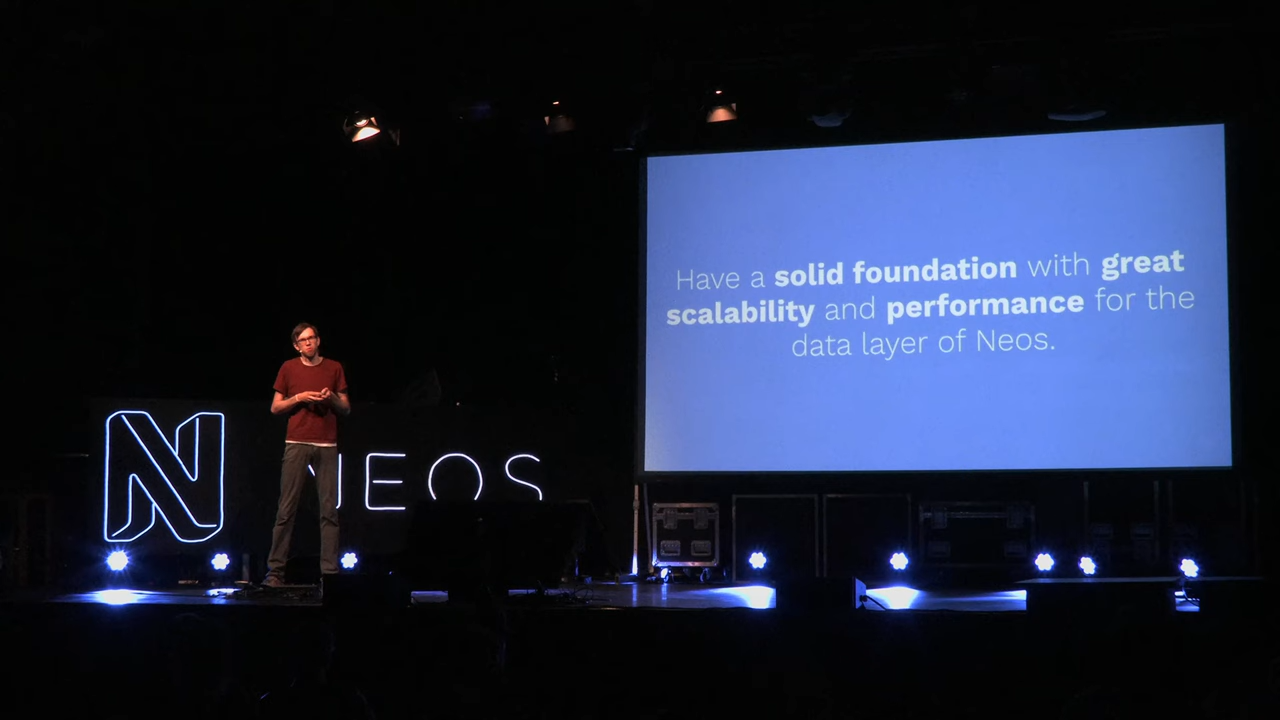 Have a solid foundation with great
scalability and performance for the
data layer of Neos.
N NEOS